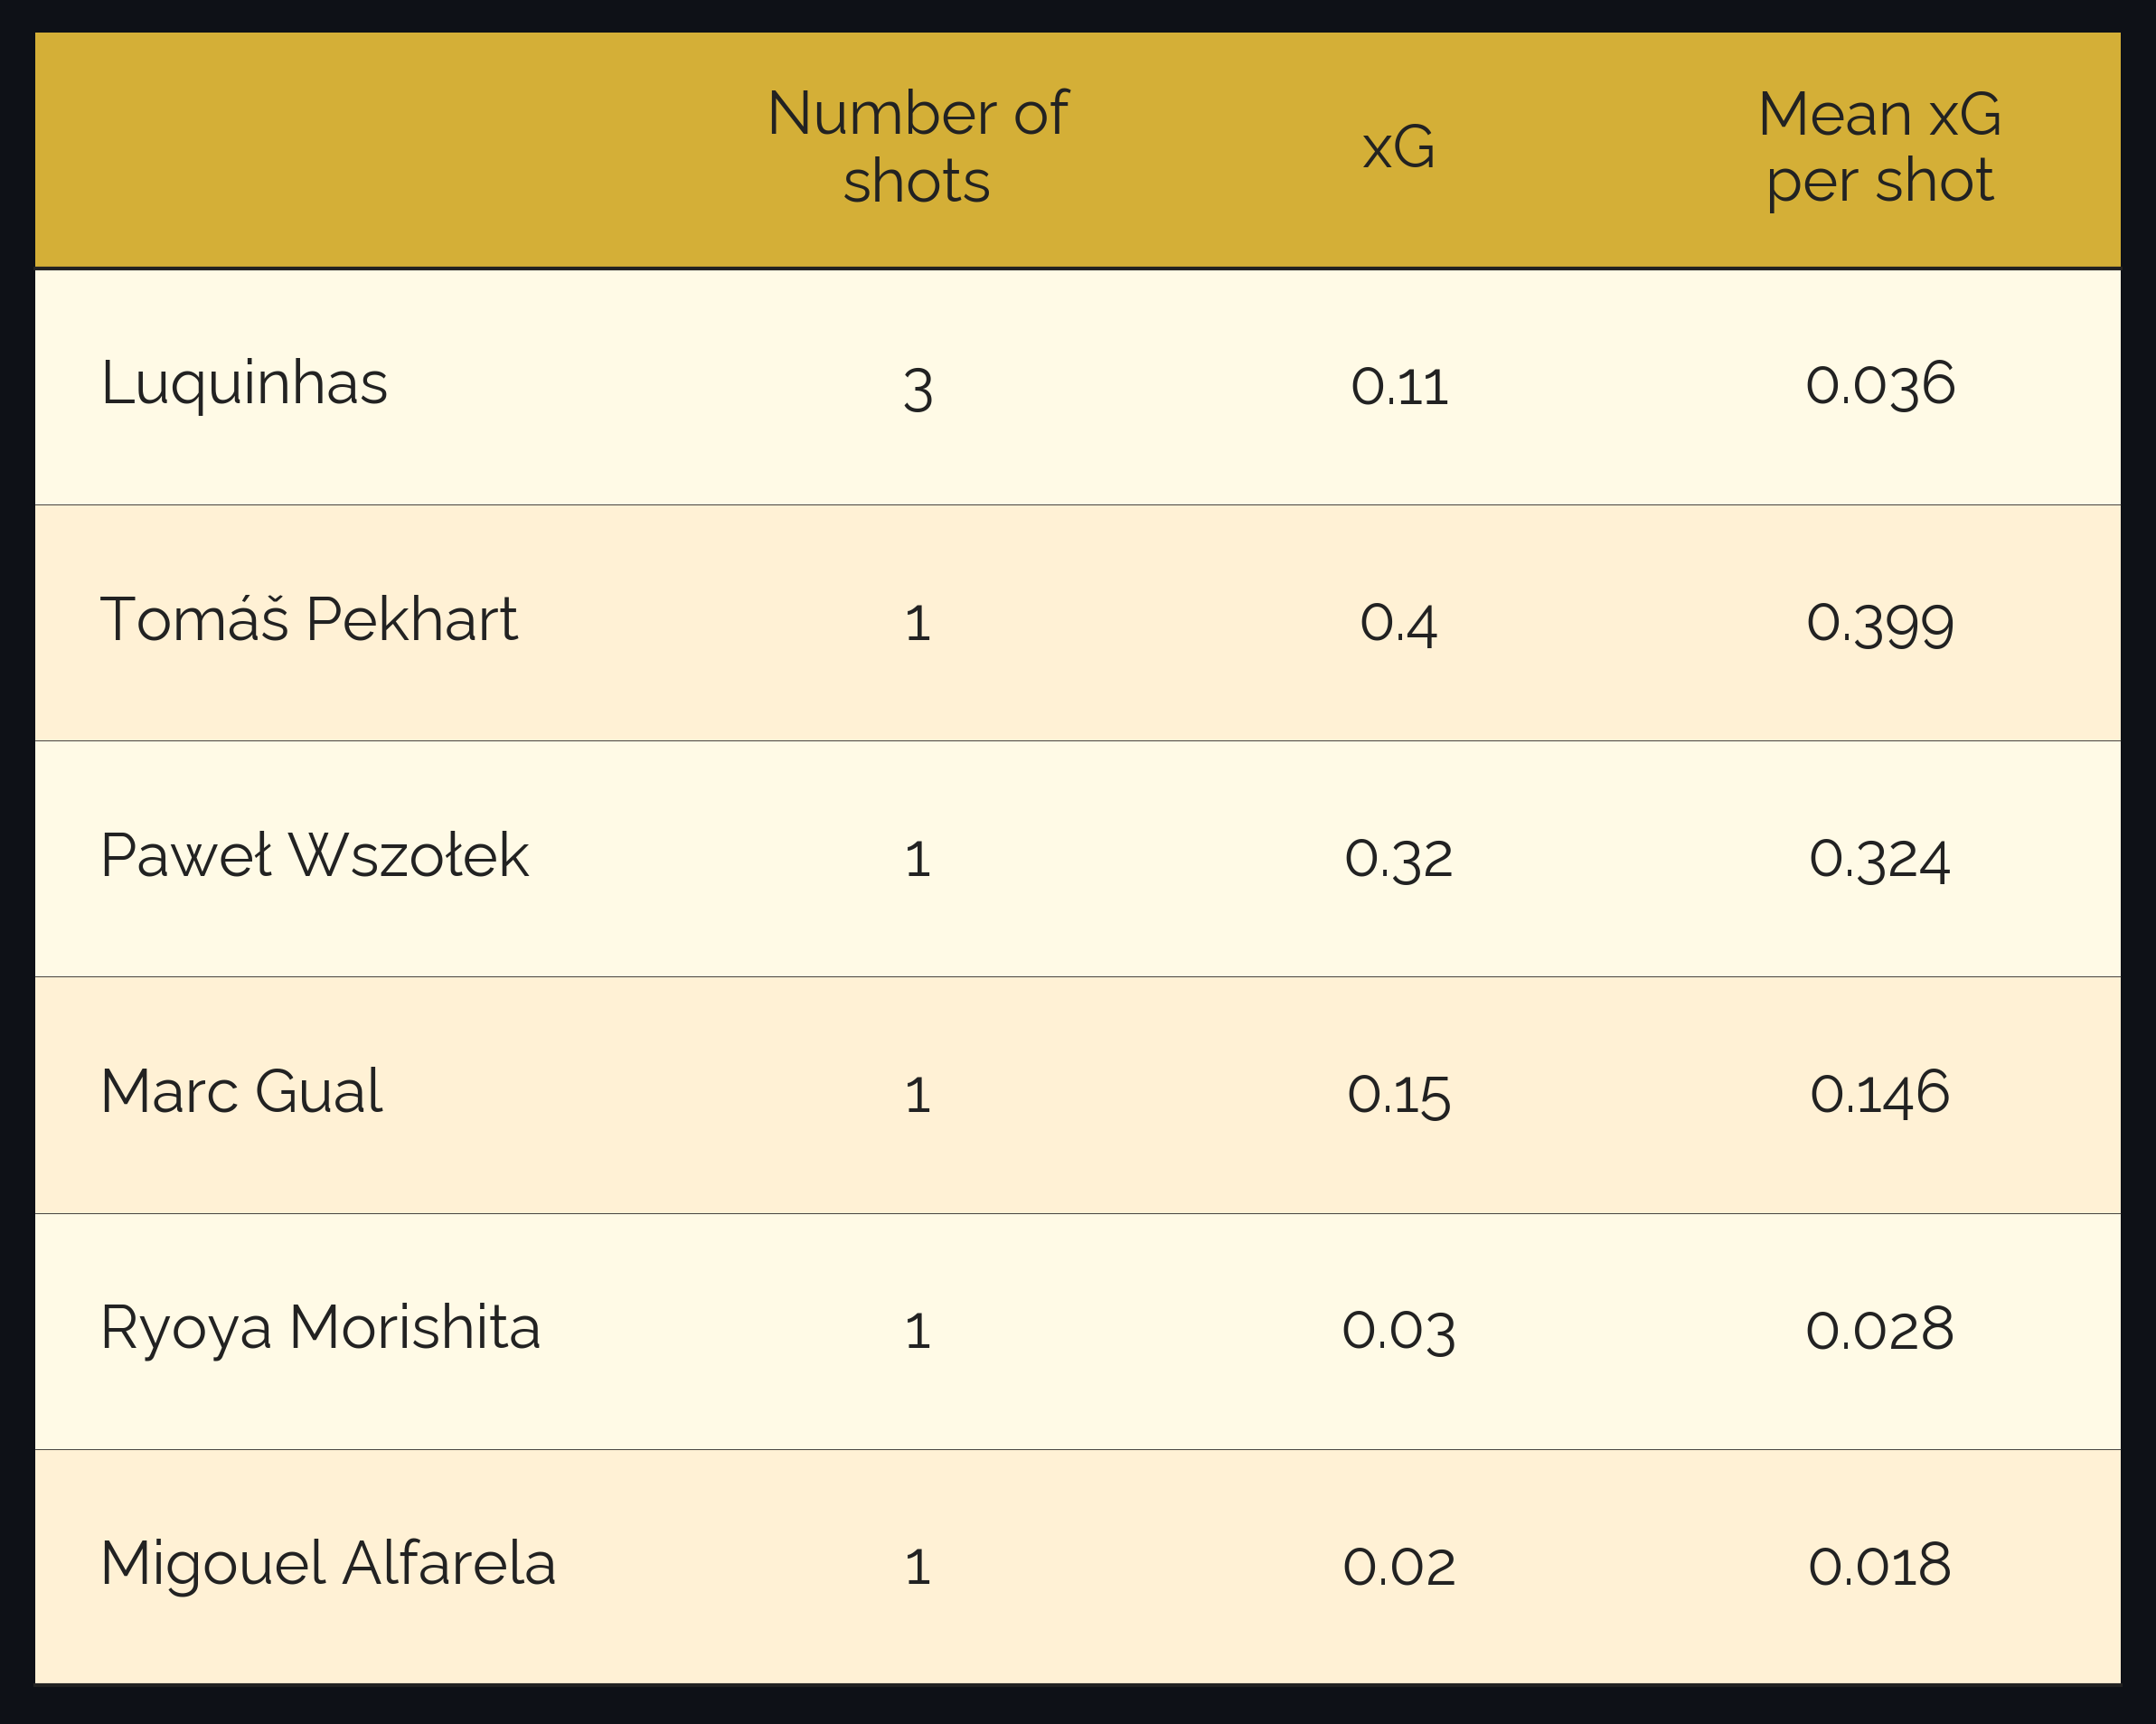 Number of shots xG Mean xG per shot
Luquinhas 3 0.11 0.036
Tomáš Pekhart 1 0.4 0.399
Paweł Wszołek 1 0.32 0.324
Marc Gual 1 0.15 0.146
Ryoya Morishita 1 0.03 0.028
Migouel Alfarela 1 0.02 0.018